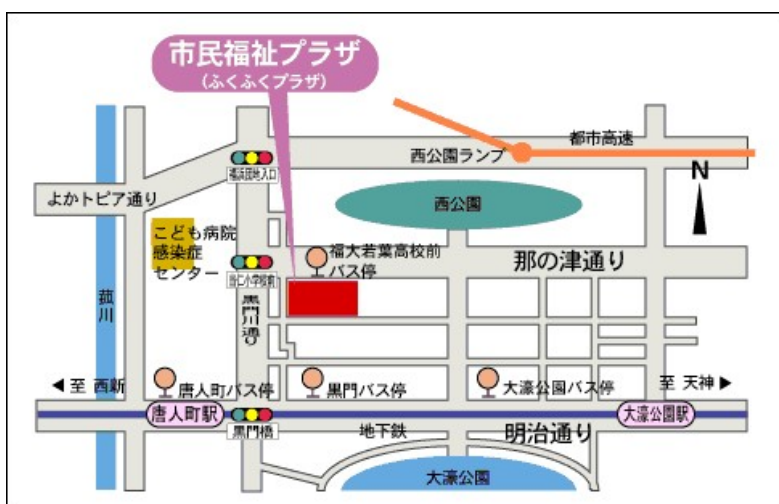 市民福祉プラザ
(ふくふくプラザ)
都市高速
西公園ランプ
福浜団地入口
N
よかトピア通り
西公園
こども病院
感染症
センター
福大若葉高校前
バス停
那の津通り
当仁小学校前
菰川
黒門川通り
至 西新
唐人町バス停
黒門バス停
大濠公園バス停
至 天神
唐人町駅
大濠公園駅
黒門橋
地下鉄
明治通り
大濠公園